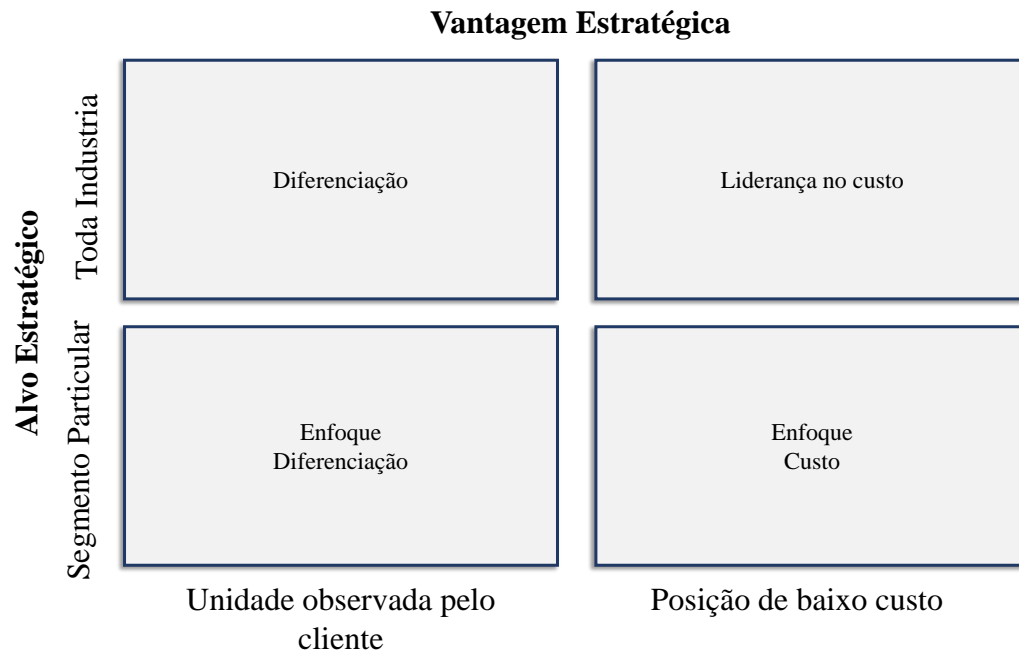 Vantagem Estratégica
Alvo Estratégico
Toda Industria
Diferenciação
Liderança no custo
Segmento Particular
Enfoque
Diferenciação
Enfoque
Custo
Unidade observada pelo
cliente
Posição de baixo custo